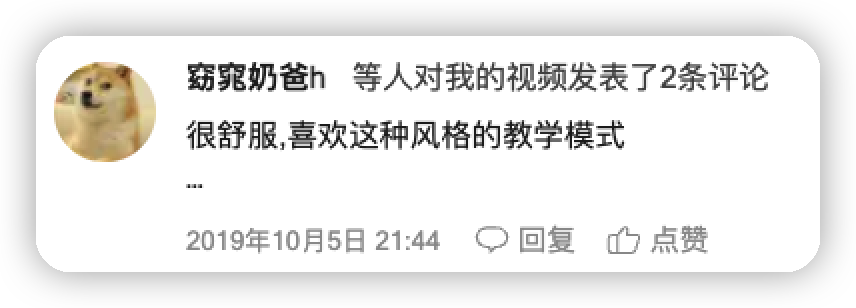 窈窕奶爸h 等人对我的视频发表了2条评论
很舒服,喜欢这种风格的教学模式
...
2019年10月5日 21:44 回复 点赞